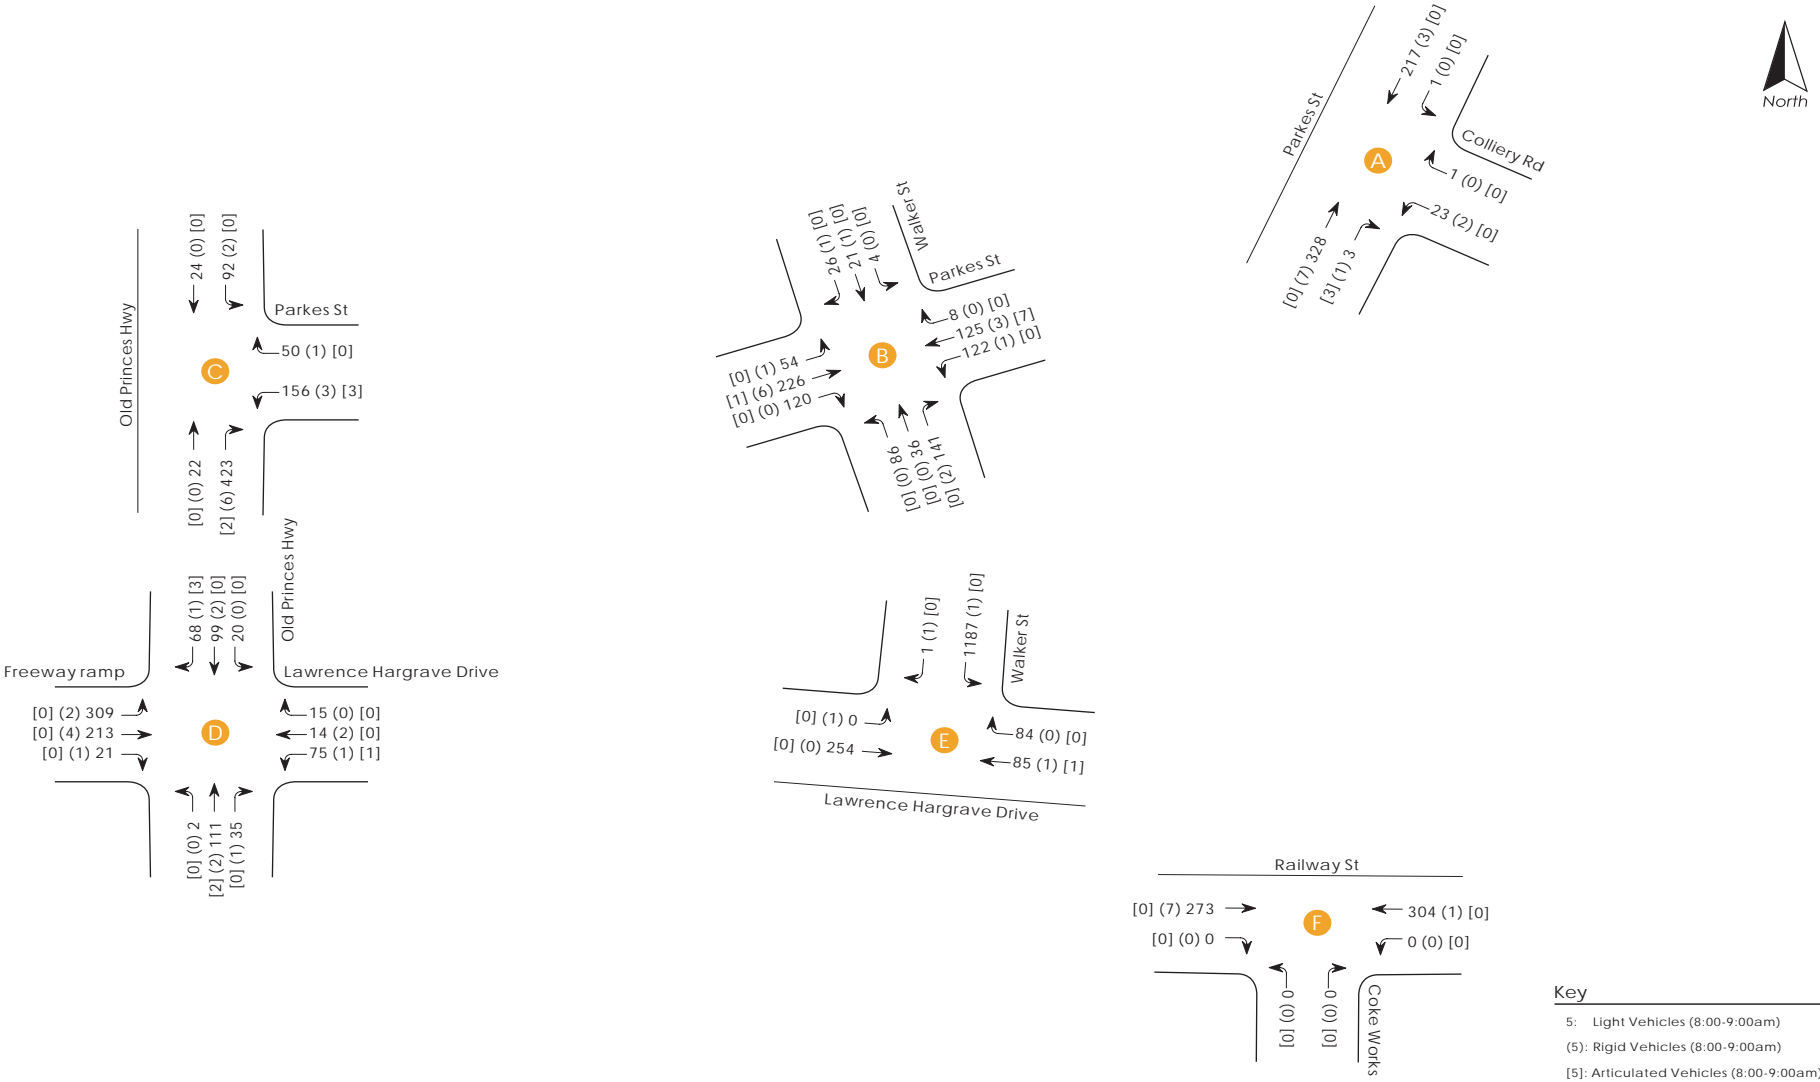 217 (3) [0]
1 (0) [0]
Parkes St
A
Colliery Rd
1 (0) [0]
23 (2) [0]
[0] (7) 328
[3] (1) 3
North
24 (0) [0]
92 (2) [0]
Old Princes Hwy
Parkes St
C
50 (1) [0]
156 (3) [3]
[0] (0) 22
[2] (6) 423
26 (1) [0]
21 (1) [0]
4 (0) [0]
Walker St
Parkes St
8 (0) [0]
125 (3) [7]
122 (1) [0]
B
[0] (1) 54
[1] (6) 226
[0] (0) 120
[0] (0) 86
[0] (0) 36
[0] (2) 141
68 (1) [3]
99 (2) [0]
20 (0) [0]
Old Princes Hwy
Freeway ramp
Lawrence Hargrave Drive
[0] (2) 309
[0] (4) 213
[0] (1) 21
D
15 (0) [0]
14 (2) [0]
75 (1) [1]
[0] (0) 2
[2] (2) 111
[0] (1) 35
1 (1) [0]
1187 (1) [0]
Walker St
[0] (1) 0
[0] (0) 254
E
84 (0) [0]
85 (1) [1]
Lawrence Hargrave Drive
Railway St
[0] (7) 273
[0] (0) 0
F
304 (1) [0]
0 (0) [0]
0 (0) [0]
0 (0) [0]
Coke Works
Key
5: Light Vehicles (8:00-9:00am)
(5): Rigid Vehicles (8:00-9:00am)
[5]: Articulated Vehicles (8:00-9:00am)